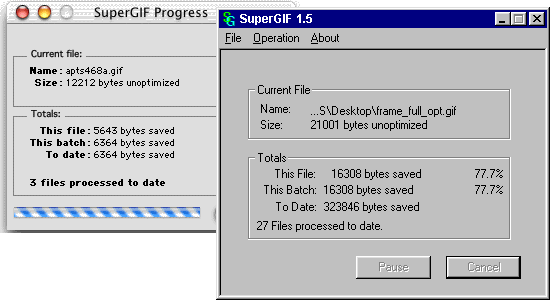 SuperGIF Progress
Current file:
Name: apts468a.gif
Size: 12212 bytes unoptimized
Totals:
This file: 5643 bytes saved
This batch: 6364 bytes saved
To date: 6364 bytes saved
3 files processed to date
SG SuperGIF 1.5
File Operation About
Current File
Name: ...S\Desktop\frame_full_opt.gif
Size: 21001 bytes unoptimized
Totals
This File: 16308 bytes saved 77.7%
This Batch: 16308 bytes saved 77.7%
To Date: 323846 bytes saved
27 Files processed to date.
Pause Cancel